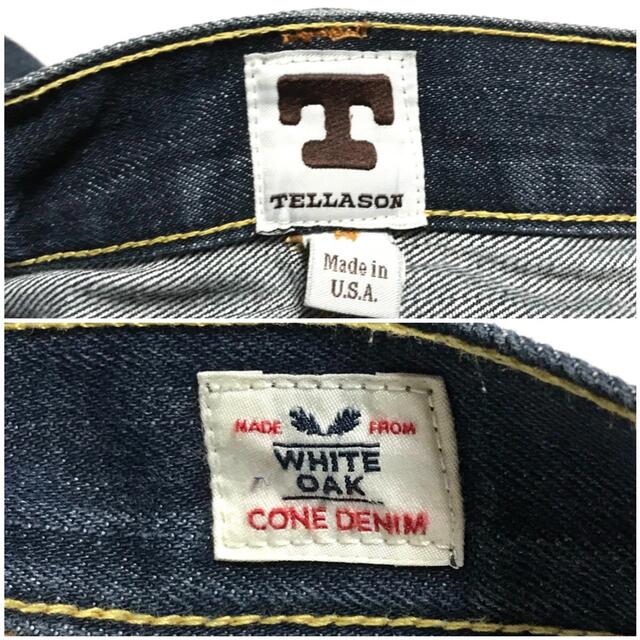 T
TELLASON
Made in
U.S.A.
MADE FROM
WHITE
OAK
CONE DENIM